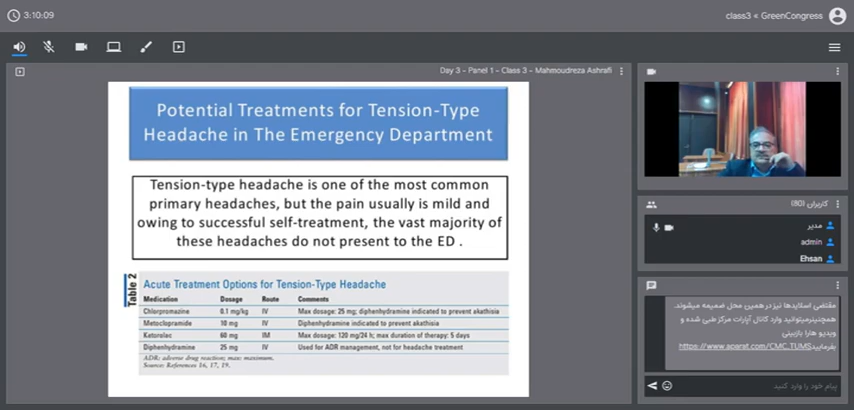 3:10:09
class3 < GreenCongress
Day 3 - Panel 1 - Class 3 - Mahmoudreza Ashrafi
Potential Treatments for Tension-Type
Headache in The Emergency Department
Tension-type headache is one of the most common
primary headaches, but the pain usually is mild and
owing to successful self-treatment, the vast majority of
these headaches do not present to the ED .
Table 2
Acute Treatment Options for Tension-Type Headache
Medication Dosage Route Comments
Chlorpromazine 0.1 mg/kg IV Max dosage: 25 mg; diphenhydramine indicated to prevent akathisia
Metoclopramide 10 mg IV Diphenhydramine indicated to prevent akathisia
Ketorolac 60 mg IM Max dosage: 120 mg/24 h; max duration of therapy: 5 days
Diphenhydramine 25 mg IV Used for ADR management, not for headache treatment
ADR: adverse drug reaction; max: maximum.
Source: References 16, 17, 19.
کاربران (80)
مدیر
admin
Ehsan
مقتضی اسلایدها نیز در همین محل ضمیمه میشوند.
همچنین میتوانید وارد کانال آپارات مرکز طبی شده و
ویدیو هارا بازبینی
بفرمایید https://www.aparat.com/CMC_TUMS
پیام خود را وارد کنید